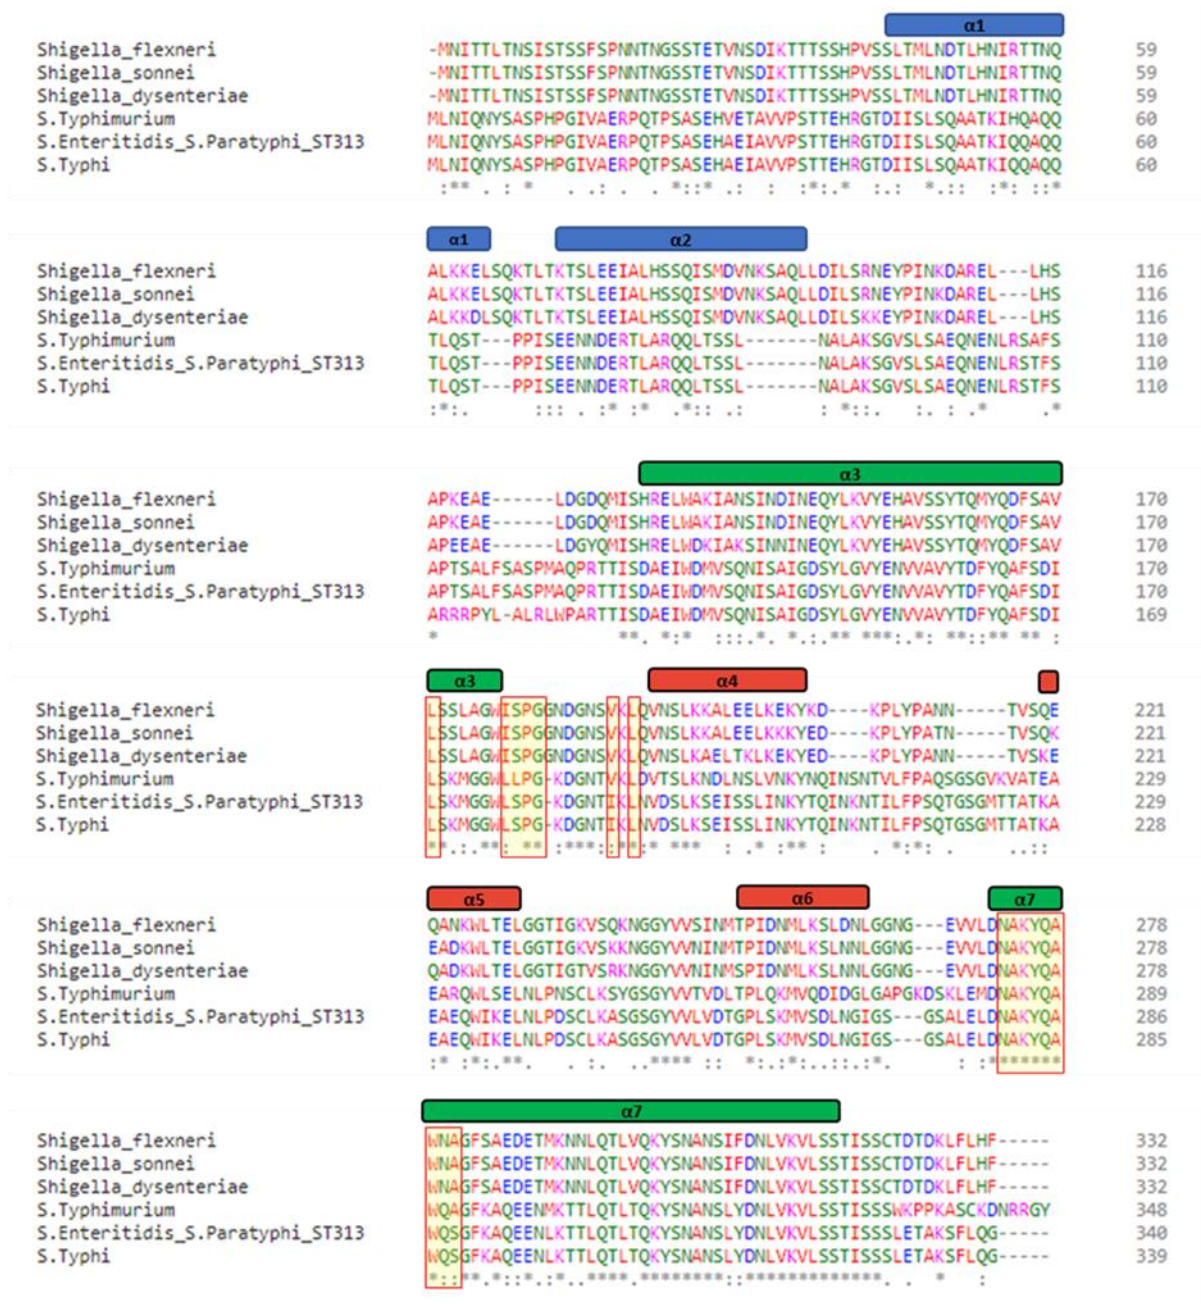 α1
Shigella_flexneri -MNITTLTNSISTSSFSPNNTNGSSTETVNSDIKTTTSSHPVSSLTMLNDTLHNIRTTNQ 59
Shigella_sonnei -MNITTLTNSISTSSFSPNNTNGSSTETVNSDIKTTTSSHPVSSLTMLNDTLHNIRTTNQ 59
Shigella_dysenteriae -MNITTLTNSISTSSFSPNNTNGSSTETVNSDIKTTTSSHPVSSLTMLNDTLHNIRTTNQ 59
S.Typhimurium MLNIQNYSASPHPGIVAERPQTPSASEHVETAVVPSTTEHRGTDIISLSQAATKIHQAQQ 60
S.Enteritidis_S.Paratyphi_ST313 MLNIQNYSASPHPGIVAERPQTPSASEHAEIAVVPSTTEHRGTDIISLSQAATKIQQAQQ 60
S.Typhi MLNIQNYSASPHPGIVAERPQTPSASEHAEIAVVPSTTEHRGTDIISLSQAATKIQQAQQ 60
:** . : * . .: . . *::* .: : :*:.* .: :: *.:: :*: ::*
α1 α2
Shigella_flexneri ALKKELSQKTLTKTSLEEIALHSSQISMDVNKSAQLLDILSRNEYPINKDAREL---LHS 116
Shigella_sonnei ALKKELSQKTLTKTSLEEIALHSSQISMDVNKSAQLLDILSRNEYPINKDAREL---LHS 116
Shigella_dysenteriae ALKKDLSQKTLTKTSLEEIALHSSQISMDVNKSAQLLDILSKKEYPINKDAREL---LHS 116
S.Typhimurium TLQST---PPISEENNDERTLARQQLTSSL-------NALAKSGVSLSAEQNENLRSAFS 110
S.Enteritidis_S.Paratyphi_ST313 TLQST---PPISEENNDERTLARQQLTSSL-------NALAKSGVSLSAEQNENLRSTFS 110
S.Typhi TLQST---PPISEENNDERTLARQQLTSSL-------NALAKSGVSLSAEQNENLRSTFS 110
:*:. ::: . :* :* .*:: .: : *::. :. : .* .*
α3
Shigella_flexneri APKEAE------LDGDQMISHRELWAKIANSINDINEQYLKVYEHAVSSYTQMYQDFSAV 170
Shigella_sonnei APKEAE------LDGDQMISHRELWAKIANSINDINEQYLKVYEHAVSSYTQMYQDFSAV 170
Shigella_dysenteriae APEEAE------LDGYQMISHRELWDKIAKSINNINEQYLKVYEHAVSSYTQMYQDFSAV 170
S.Typhimurium APTSALFSASPMAQPRTTISDAEIWDMVSQNISAIGDSYLGVYENVVAVYTDFYQAFSDI 170
S.Enteritidis_S.Paratyphi_ST313 APTSALFSASPMAQPRTTISDAEIWDMVSQNISAIGDSYLGVYENVVAVYTDFYQAFSDI 170
S.Typhi ARRRPYL-ALRLWPARTTISDAEIWDMVSQNISAIGDSYLGVYENVVAVYTDFYQAFSDI 169
* **. *:* :::.*. *.:.** ***:.*: **::** ** :
α3 α4
Shigella_flexneri LSSLAGWISPGGNDGNSVKLQVNSLKKALEELKEKYKD----KPLYPANN-----TVSQE 221
Shigella_sonnei LSSLAGWISPGGNDGNSVKLQVNSLKKALEELKKKYED----KPLYPATN-----TVSQK 221
Shigella_dysenteriae LSSLAGWISPGGNDGNSVKLQVNSLKAELTKLKEKYED----KPLYPANN-----TVSKE 221
S.Typhimurium LSKMGGWLLPG-KDGNTVKLDVTSLKNDLNSLVNKYNQINSNTVLFPAQSGSGVKVATEA 229
S.Enteritidis_S.Paratyphi_ST313 LSKMGGWLSPG-KDGNTIKLNVDSLKSEISSLINKYTQINKNTILFPSQTGSGMTTATKA 229
S.Typhi LSKMGGWLSPG-KDGNTIKLNVDSLKSEISSLINKYTQINKNTILFPSQTGSGMTTATKA 228
**.:.**: ** :***::**:* *** : .* :** : . *:*: . ..::
α5 α6 α7
Shigella_flexneri QANKWLTELGGTIGKVSQKNGGYVVSINMTPIDNMLKSLDNLGGNG---EVVLDNAKYQA 278
Shigella_sonnei EADKWLTELGGTIGKVSKKNGGYVVSINMTPIDNMLKSLDNLGGNG---EVVLDNAKYQA 278
Shigella_dysenteriae QADKWLTELGGTIGTVSRKNGGYVVNINMSPIDNMLKSLNNLGGNG---EVVLDNAKYQA 278
S.Typhimurium EARQWLSELNLPNSCLKSYGSGYVVTVDLTPLQKMVQDIDGLGAPGKDSKLEMDNAKYQA 289
S.Enteritidis_S.Paratyphi_ST313 EAEQWIKELNLPDSCLKASGSGYVVLVDTGPLSKMVSDLNGIGS---GSALELDNAKYQA 286
S.Typhi EAEQWIKELNLPDSCLKASGSGYVVLVDTGPLSKMVSDLNGIGS---GSALELDNAKYQA 285
:* :*:.**. . :. ..**** :: *:.:*:.:::.:*. : :*******
α7
Shigella_flexneri WNAGFSAEDETMKNNLQTLVQKYSNANSIFDNLVKVLSSTISSCTDTDKLFLHF----- 332
Shigella_sonnei WNAGFSAEDETMKNNLQTLVQKYSNANSIFDNLVKVLSSTISSCTDTDKLFLHF----- 332
Shigella_dysenteriae WNAGFSAEDETMKNNLQTLVQKYSNANSIFDNLVKVLSSTISSCTDTDKLFLHF----- 332
S.Typhimurium WQAGFKAQEENMKTTLQTLTQKYSNANSLYDNLVKVLSSTISSSWKPPKASCKDNRRGY 348
S.Enteritidis_S.Paratyphi_ST313 WQSGFKAQEENLKTTLQTLTQKYSNANSLYDNLVKVLSSTISSSLETAKSFLQG----- 340
S.Typhi WQSGFKAQEENLKTTLQTLTQKYSNANSLYDNLVKVLSSTISSSLETAKSFLQG----- 339
*::**.*::*.:*..****.********::*************. . * :